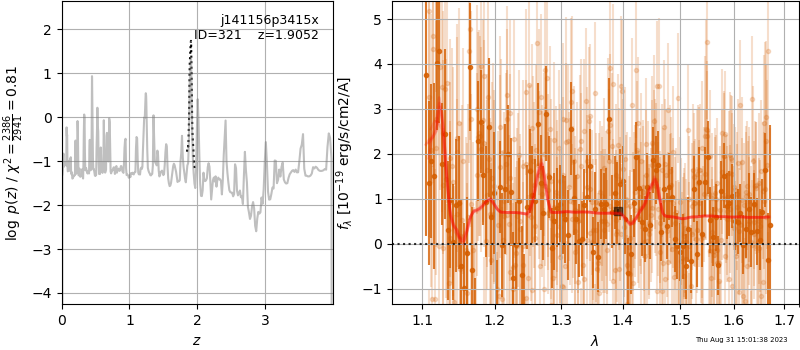 j141156p3415x
ID=321 z=1.9052
log p(z) / χ² = 2386/2941 = 0.81
2
1
0
−1
−2
−3
−4
0 1 2 3
z
fλ [10⁻¹⁹ erg/s/cm2/A]
5
4
3
2
1
0
−1
1.1 1.2 1.3 1.4 1.5 1.6 1.7
λ
Thu Aug 31 15:01:38 2023